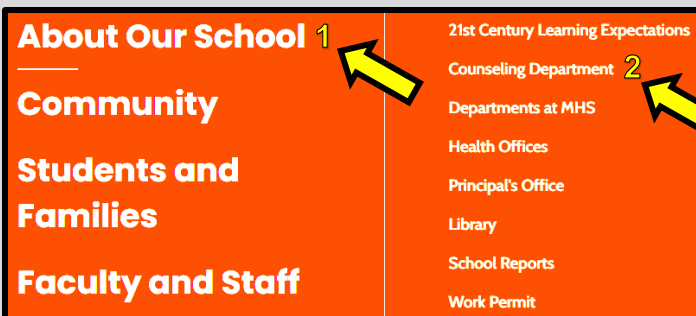 About Our School 1
Community
Students and
Families
Faculty and Staff
21st Century Learning Expectations
Counseling Department 2
Departments at MHS
Health Offices
Principal's Office
Library
School Reports
Work Permit